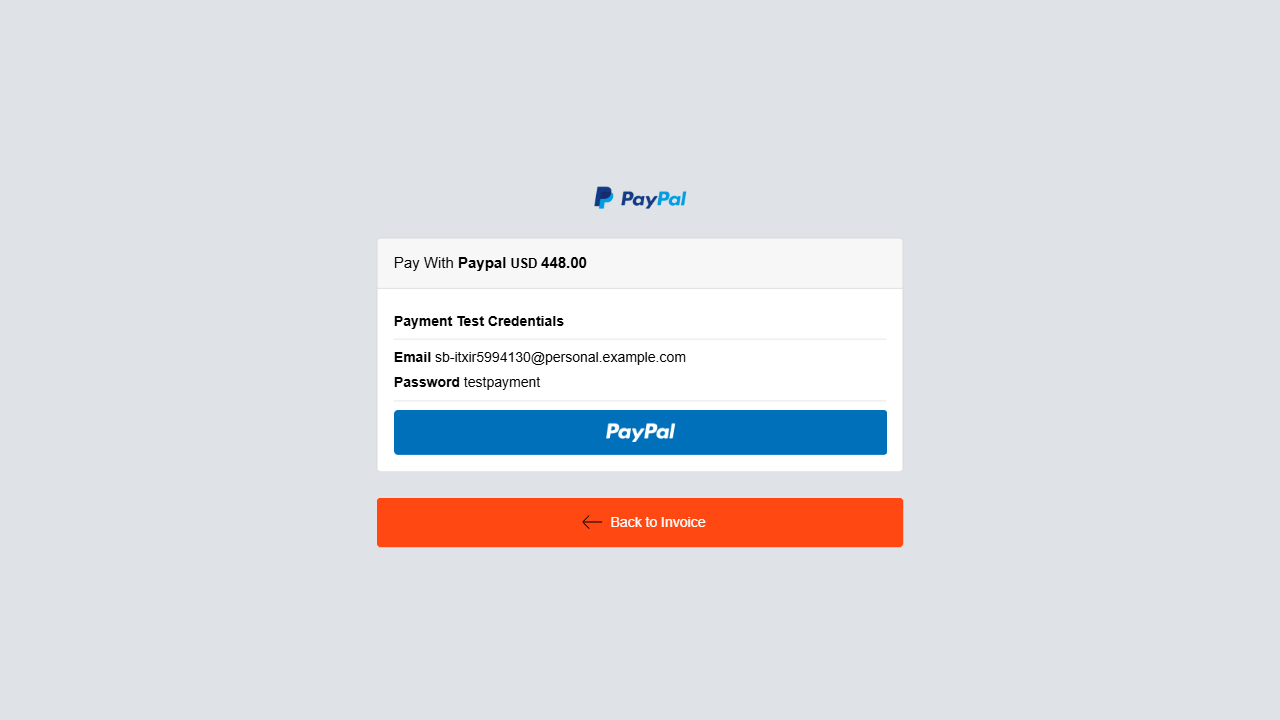 PayPal
Pay With Paypal USD 448.00
Payment Test Credentials
Email sb-itxir5994130@personal.example.com
Password testpayment
PayPal
Back to Invoice